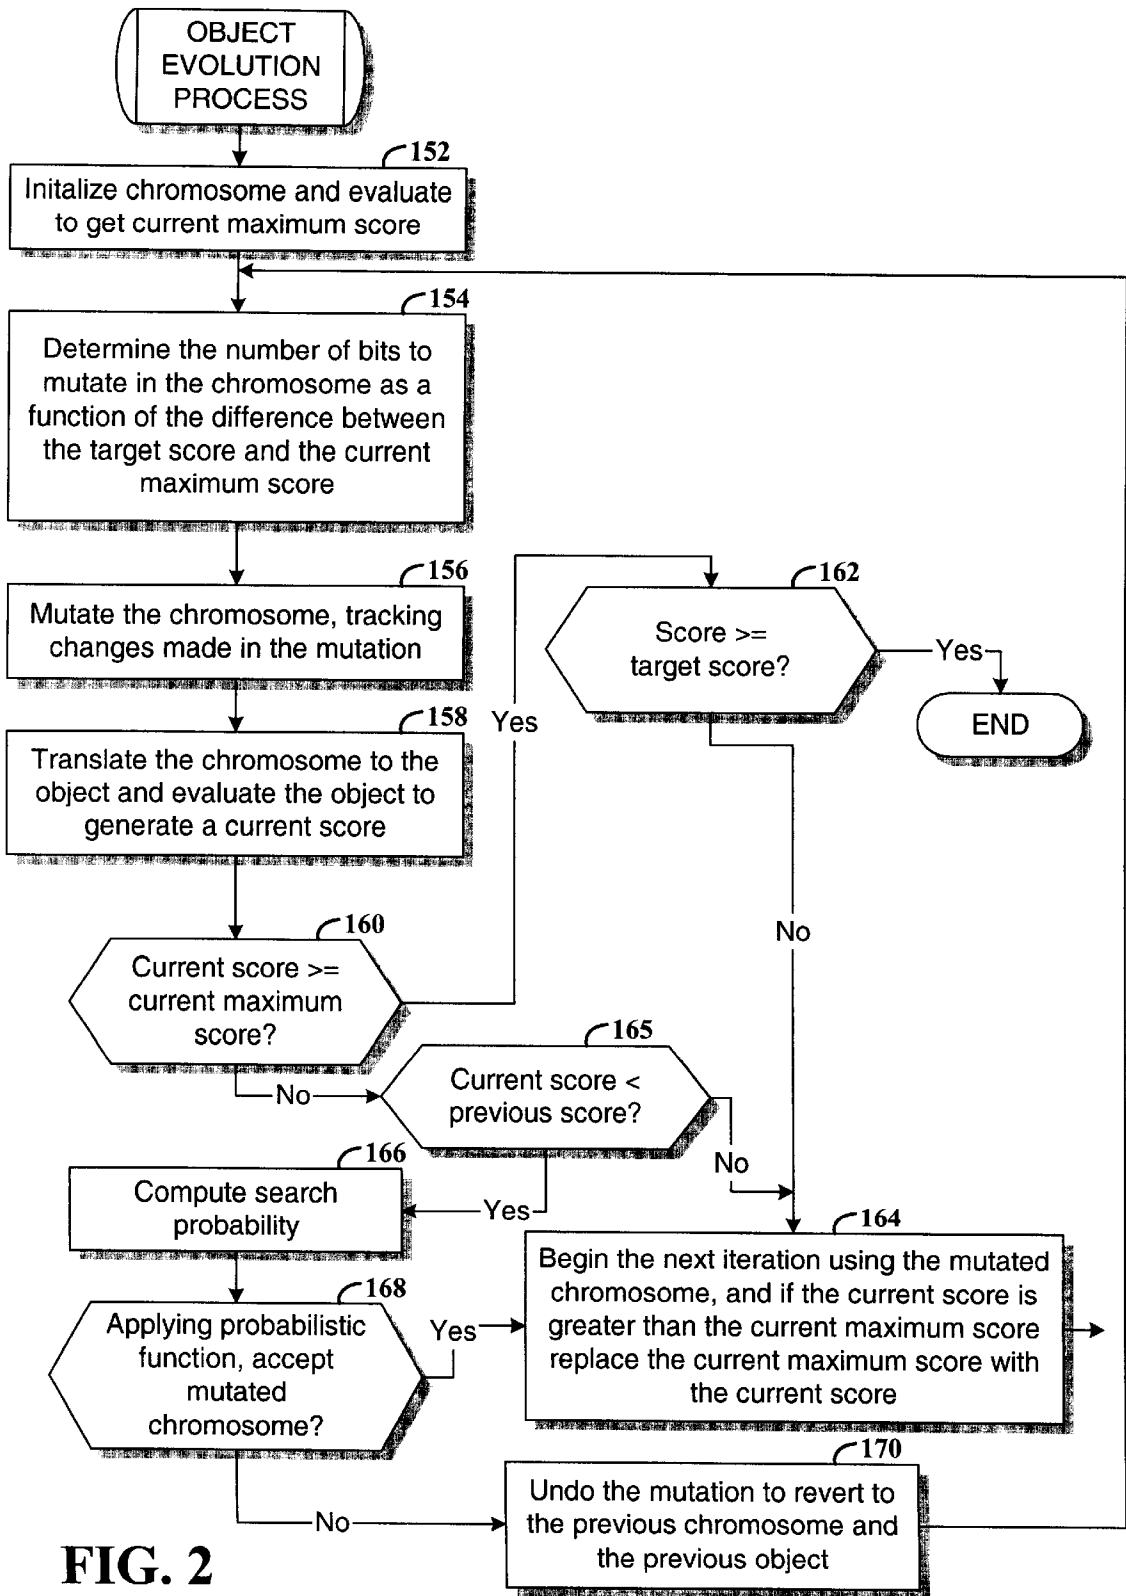 OBJECT
EVOLUTION
PROCESS
152
Initalize chromosome and evaluate
to get current maximum score
154
Determine the number of bits to
mutate in the chromosome as a
function of the difference between
the target score and the current
maximum score
156
Mutate the chromosome, tracking
changes made in the mutation
162
Score >=
target score?
Yes
END
158
Translate the chromosome to the
object and evaluate the object to
generate a current score
Yes
No
160
Current score >=
current maximum
score?
No
165
Current score <
previous score?
No
Yes
166
Compute search
probability
164
Begin the next iteration using the mutated
chromosome, and if the current score is
greater than the current maximum score
replace the current maximum score with
the current score
168
Applying probabilistic
function, accept
mutated
chromosome?
Yes
No
170
Undo the mutation to revert to
the previous chromosome and
the previous object
FIG. 2